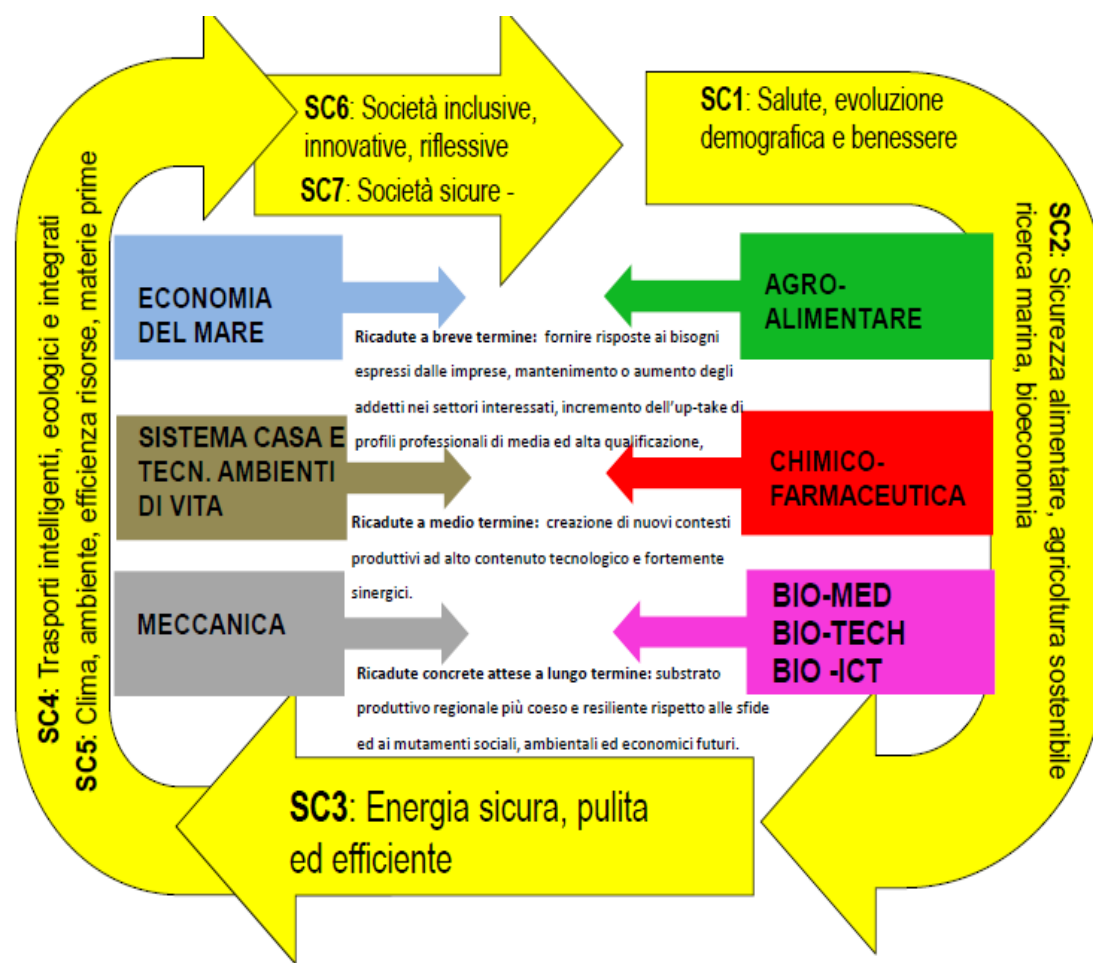 SC6: Società inclusive,
innovative, riflessive
SC7: Società sicure -
SC1: Salute, evoluzione
demografica e benessere
SC2: Sicurezza alimentare, agricoltura sostenibile
ricerca marina, bioeconomia
SC4: Trasporti intelligenti, ecologici e integrati
SC5: Clima, ambiente, efficienza risorse, materie prime
ECONOMIA
DEL MARE
AGRO-
ALIMENTARE
Ricadute a breve termine: fornire risposte ai bisogni
espressi dalle imprese, mantenimento o aumento degli
addetti nei settori interessati, incremento dell'up-take di
profili professionali di media ed alta qualificazione,
SISTEMA CASA E
TECN. AMBIENTI
DI VITA
CHIMICO-
FARMACEUTICA
Ricadute a medio termine: creazione di nuovi contesti
produttivi ad alto contenuto tecnologico e fortemente
sinergici.
MECCANICA
BIO-MED
BIO-TECH
BIO -ICT
Ricadute concrete attese a lungo termine: substrato
produttivo regionale più coeso e resiliente rispetto alle sfide
ed ai mutamenti sociali, ambientali ed economici futuri.
SC3: Energia sicura, pulita
ed efficiente